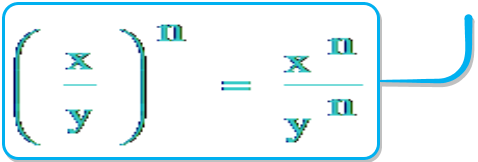 (x/y)^n = x^n/y^n